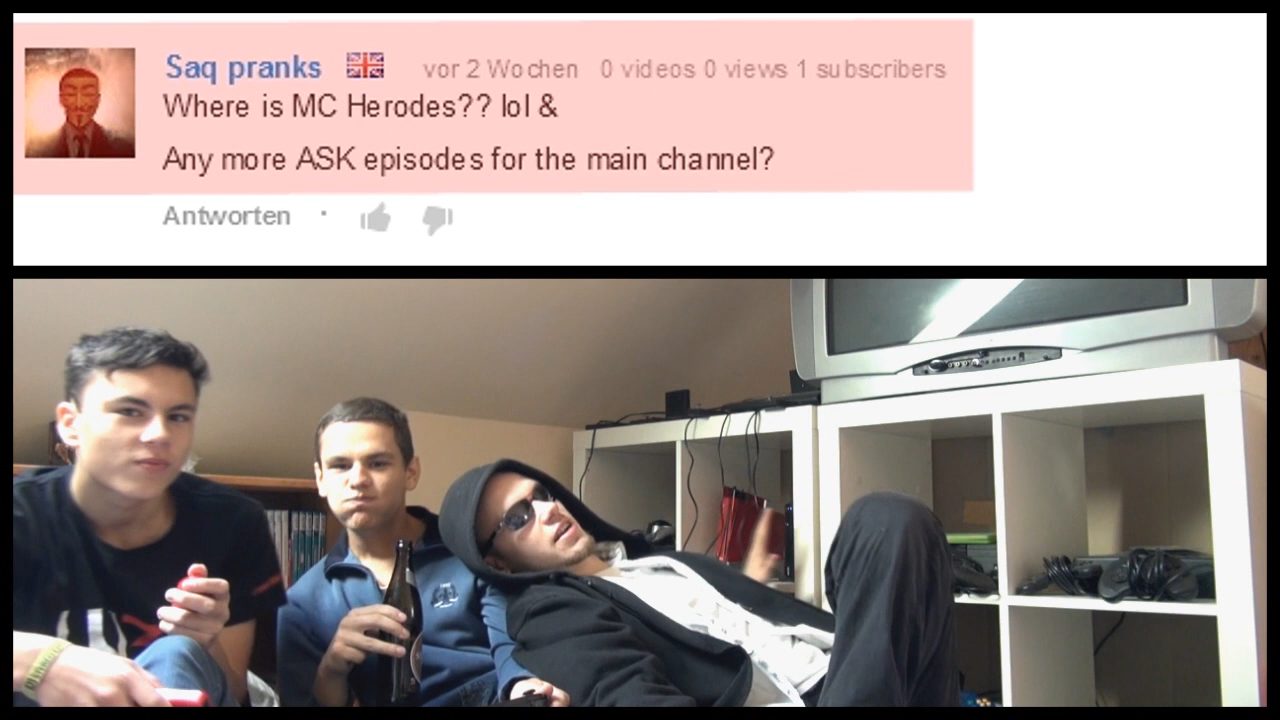 Saq pranks vor 2 Wochen 0 videos 0 views 1 subscribers
Where is MC Herodes?? lol &
Any more ASK episodes for the main channel?
Antworten ·